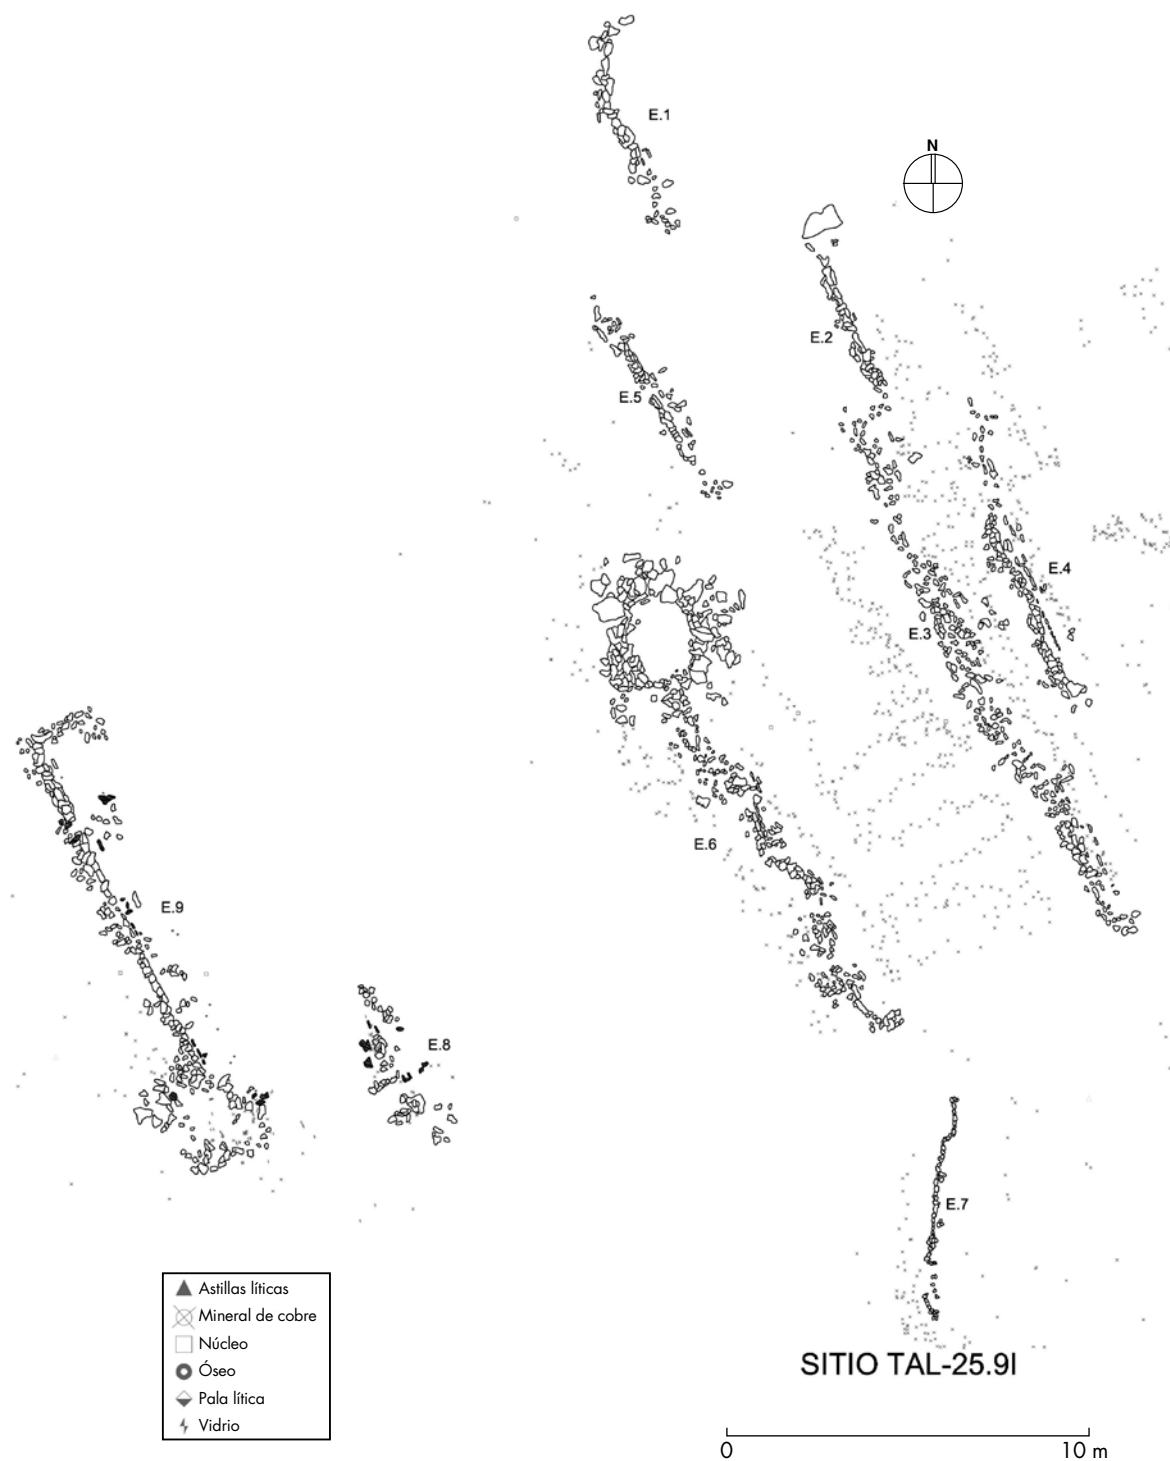 E.1
N
E.2
E.5
E.4
E.3
E.6
E.9
E.8
E.7
Astillas líticas
Mineral de cobre
Núcleo
Óseo
Pala lítica
Vidrio
SITIO TAL-25.9I
0 10 m